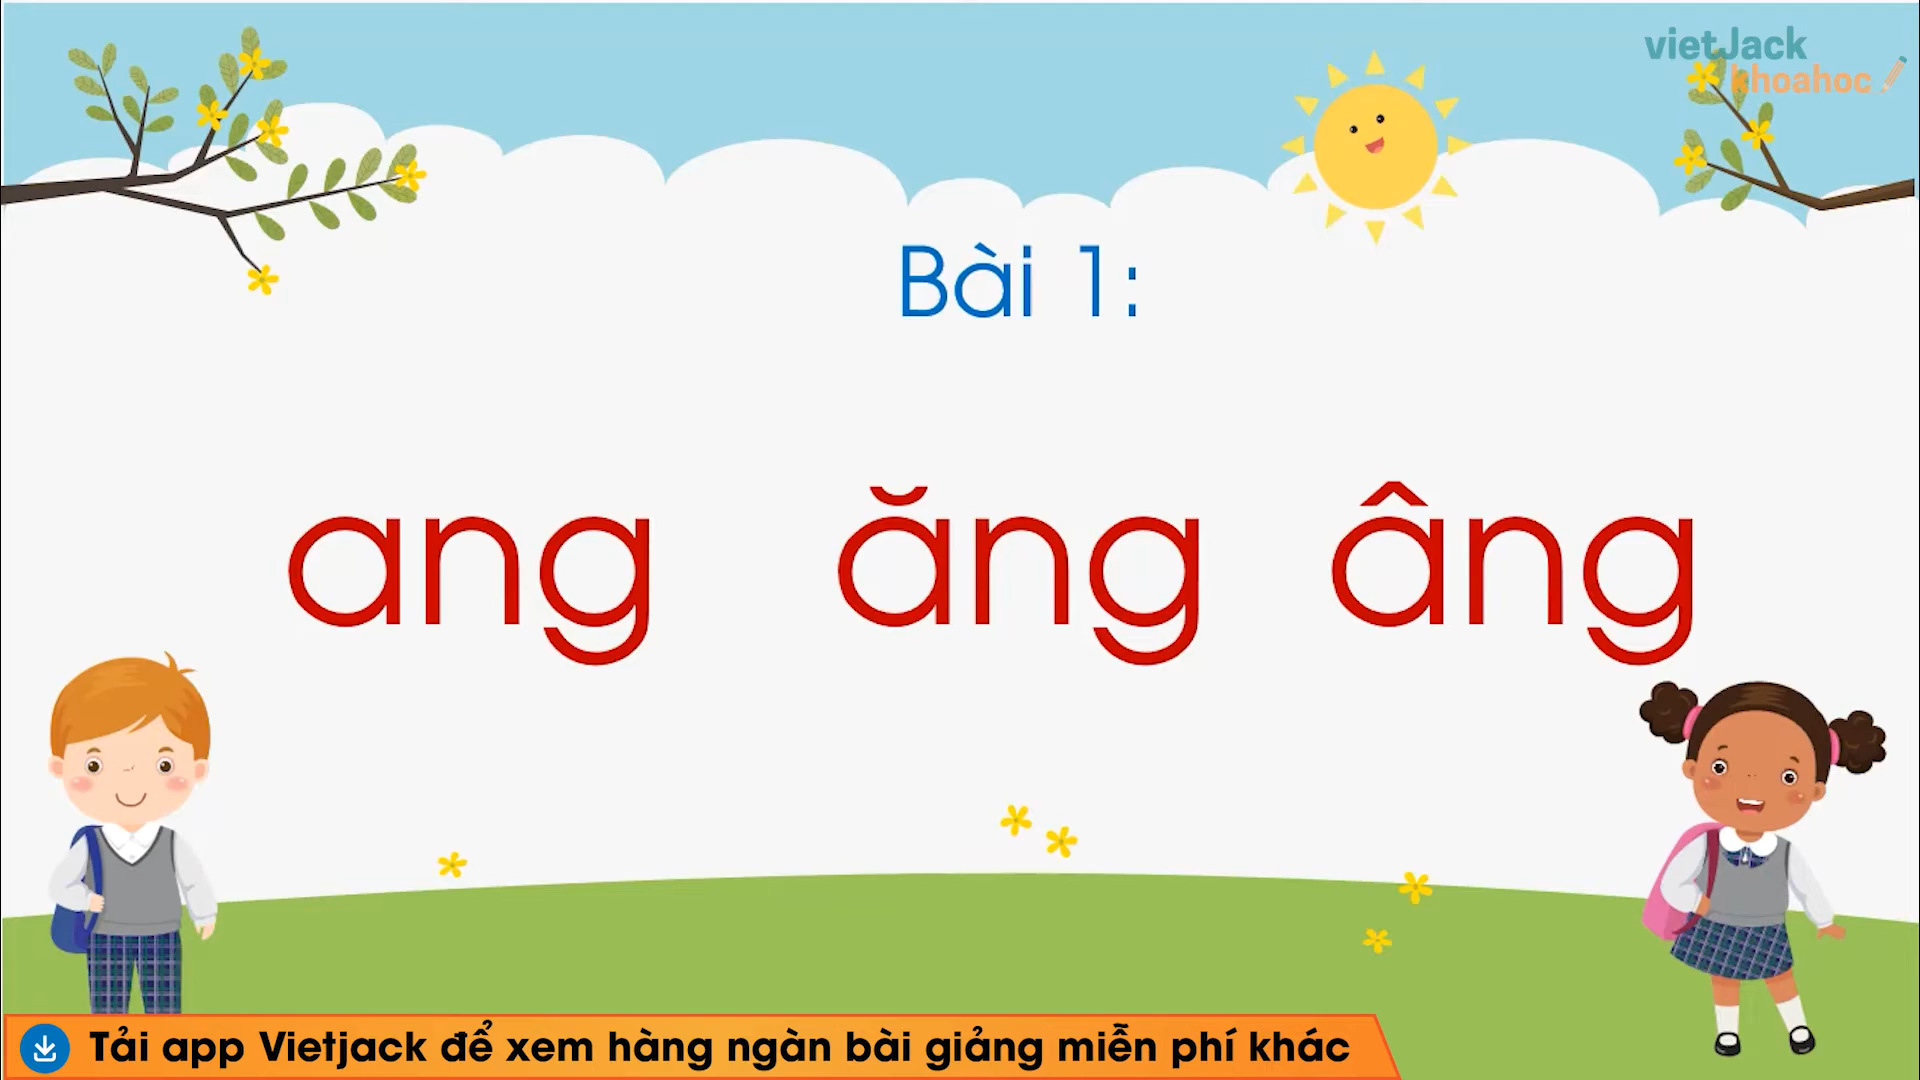 vietJack
khoahoc
Bài 1:
ang ăng âng
Tải app Vietjack để xem hàng ngàn bài giảng miễn phí khác